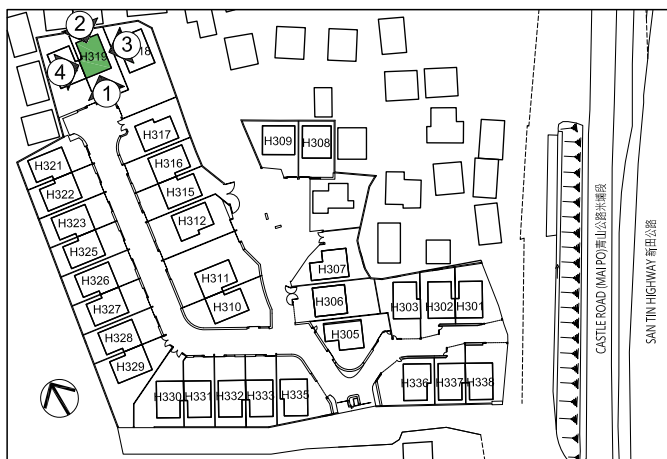 2
H319
3
18
4
1
H317
H309
H308
H316
H321
H315
H322
H312
H323
H325
H307
H311
H326
H310
H306
H303
H302
H301
H327
H305
H328
H329
H336
H337
H338
H330
H331
H332
H333
H335
CASTLE ROAD (MAI PO)青山公路米埔段
SAN TIN HIGHWAY 新田公路